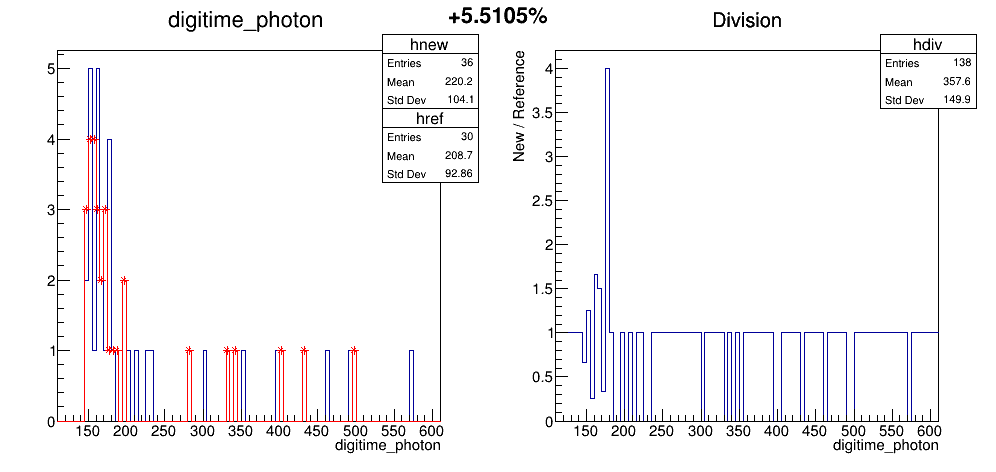 digitime_photon
+5.5105%
Division
hnew
Entries 36
Mean 220.2
Std Dev 104.1
href
Entries 30
Mean 208.7
Std Dev 92.86
5
4
3
2
1
0
150 200 250 300 350 400 450 500 550 600
digitime_photon
hdiv
Entries 138
Mean 357.6
Std Dev 149.9
New / Reference
4
3.5
3
2.5
2
1.5
1
0.5
0
150 200 250 300 350 400 450 500 550 600
digitime_photon